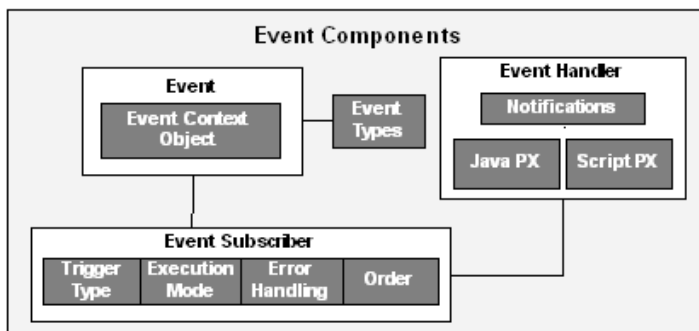 Event Components
Event
Event Context
Object
Event
Types
Event Handler
Notifications
Java PX
Script PX
Event Subscriber
Trigger
Type
Execution
Mode
Error
Handling
Order